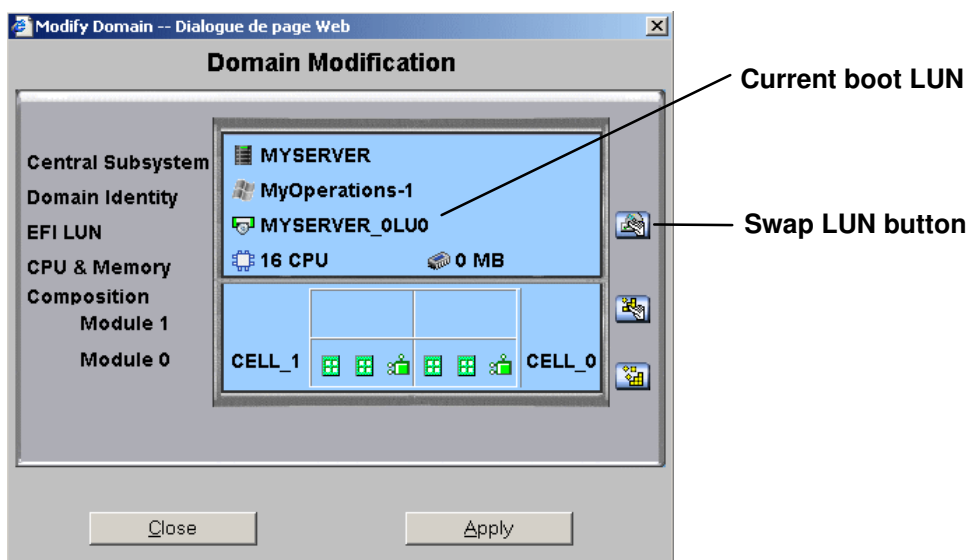 Modify Domain -- Dialogue de page Web
Domain Modification
Current boot LUN
Central Subsystem MYSERVER
Domain Identity MyOperations-1
EFI LUN MYSERVER_0LU0
Swap LUN button
CPU & Memory 16 CPU 0 MB
Composition
Module 1
Module 0 CELL_1 CELL_0
Close Apply